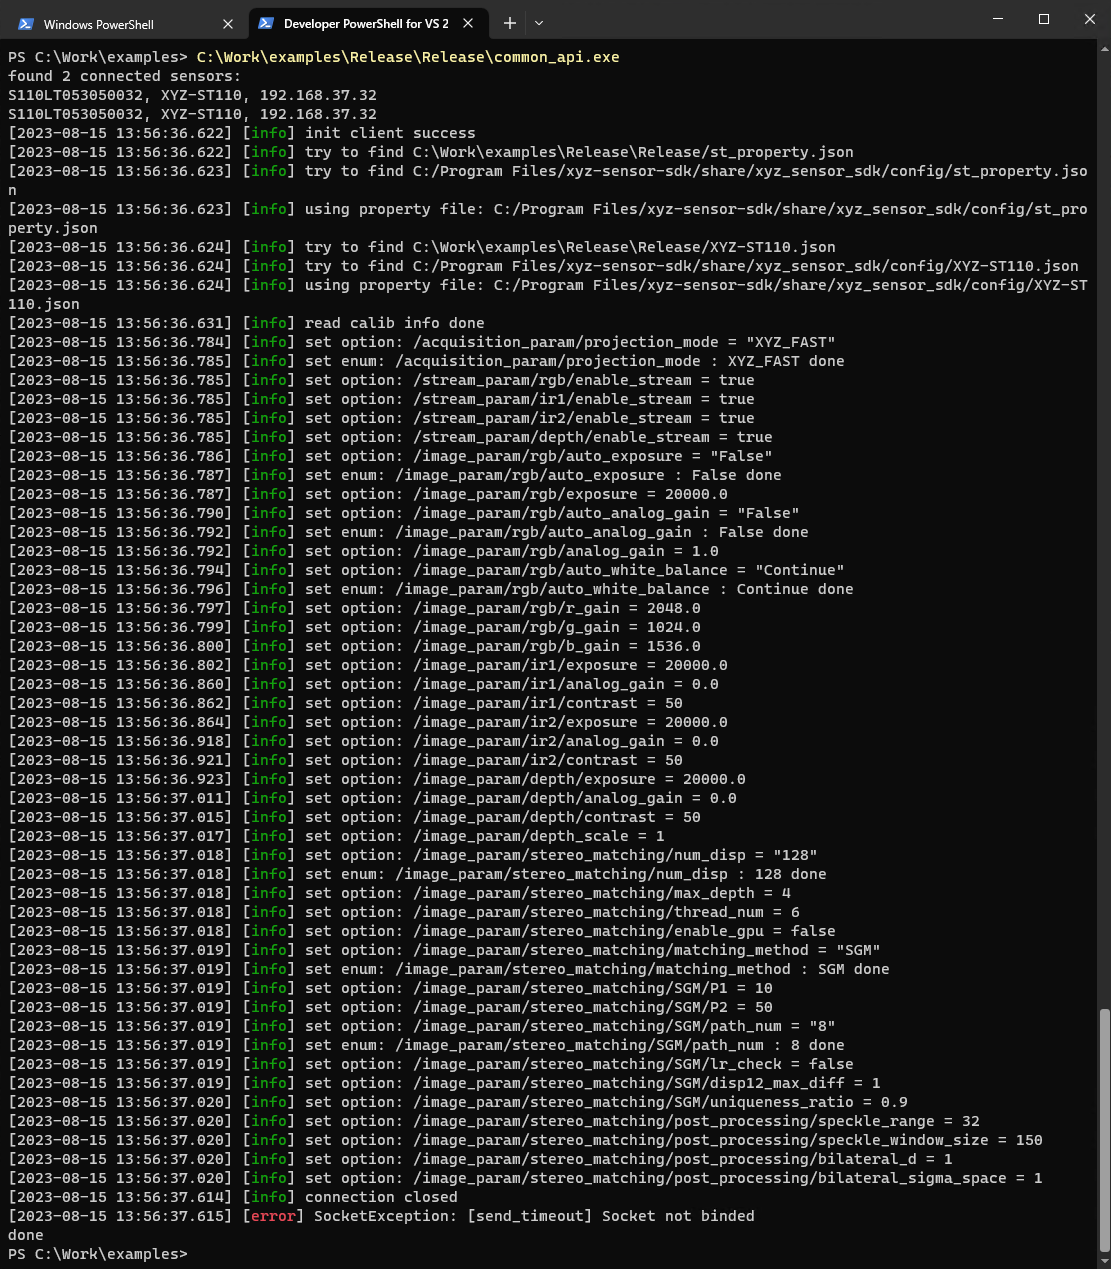 Windows PowerShell
Developer PowerShell for VS 2
PS C:\Work\examples> C:\Work\examples\Release\Release\common_api.exe
found 2 connected sensors:
S110LT053050032, XYZ-ST110, 192.168.37.32
S110LT053050032, XYZ-ST110, 192.168.37.32
[2023-08-15 13:56:36.622] [info] init client success
[2023-08-15 13:56:36.622] [info] try to find C:\Work\examples\Release\Release/st_property.json
[2023-08-15 13:56:36.623] [info] try to find C:/Program Files/xyz-sensor-sdk/share/xyz_sensor_sdk/config/st_property.jso
n
[2023-08-15 13:56:36.623] [info] using property file: C:/Program Files/xyz-sensor-sdk/share/xyz_sensor_sdk/config/st_pro
perty.json
[2023-08-15 13:56:36.624] [info] try to find C:\Work\examples\Release\Release/XYZ-ST110.json
[2023-08-15 13:56:36.624] [info] try to find C:/Program Files/xyz-sensor-sdk/share/xyz_sensor_sdk/config/XYZ-ST110.json
[2023-08-15 13:56:36.624] [info] using property file: C:/Program Files/xyz-sensor-sdk/share/xyz_sensor_sdk/config/XYZ-ST
110.json
[2023-08-15 13:56:36.631] [info] read calib info done
[2023-08-15 13:56:36.784] [info] set option: /acquisition_param/projection_mode = "XYZ_FAST"
[2023-08-15 13:56:36.785] [info] set enum: /acquisition_param/projection_mode : XYZ_FAST done
[2023-08-15 13:56:36.785] [info] set option: /stream_param/rgb/enable_stream = true
[2023-08-15 13:56:36.785] [info] set option: /stream_param/ir1/enable_stream = true
[2023-08-15 13:56:36.785] [info] set option: /stream_param/ir2/enable_stream = true
[2023-08-15 13:56:36.785] [info] set option: /stream_param/depth/enable_stream = true
[2023-08-15 13:56:36.786] [info] set option: /image_param/rgb/auto_exposure = "False"
[2023-08-15 13:56:36.787] [info] set enum: /image_param/rgb/auto_exposure : False done
[2023-08-15 13:56:36.787] [info] set option: /image_param/rgb/exposure = 20000.0
[2023-08-15 13:56:36.790] [info] set option: /image_param/rgb/auto_analog_gain = "False"
[2023-08-15 13:56:36.792] [info] set enum: /image_param/rgb/auto_analog_gain : False done
[2023-08-15 13:56:36.792] [info] set option: /image_param/rgb/analog_gain = 1.0
[2023-08-15 13:56:36.794] [info] set option: /image_param/rgb/auto_white_balance = "Continue"
[2023-08-15 13:56:36.796] [info] set enum: /image_param/rgb/auto_white_balance : Continue done
[2023-08-15 13:56:36.797] [info] set option: /image_param/rgb/r_gain = 2048.0
[2023-08-15 13:56:36.799] [info] set option: /image_param/rgb/g_gain = 1024.0
[2023-08-15 13:56:36.800] [info] set option: /image_param/rgb/b_gain = 1536.0
[2023-08-15 13:56:36.802] [info] set option: /image_param/ir1/exposure = 20000.0
[2023-08-15 13:56:36.860] [info] set option: /image_param/ir1/analog_gain = 0.0
[2023-08-15 13:56:36.862] [info] set option: /image_param/ir1/contrast = 50
[2023-08-15 13:56:36.864] [info] set option: /image_param/ir2/exposure = 20000.0
[2023-08-15 13:56:36.918] [info] set option: /image_param/ir2/analog_gain = 0.0
[2023-08-15 13:56:36.921] [info] set option: /image_param/ir2/contrast = 50
[2023-08-15 13:56:36.923] [info] set option: /image_param/depth/exposure = 20000.0
[2023-08-15 13:56:37.011] [info] set option: /image_param/depth/analog_gain = 0.0
[2023-08-15 13:56:37.015] [info] set option: /image_param/depth/contrast = 50
[2023-08-15 13:56:37.017] [info] set option: /image_param/depth_scale = 1
[2023-08-15 13:56:37.018] [info] set option: /image_param/stereo_matching/num_disp = "128"
[2023-08-15 13:56:37.018] [info] set enum: /image_param/stereo_matching/num_disp : 128 done
[2023-08-15 13:56:37.018] [info] set option: /image_param/stereo_matching/max_depth = 4
[2023-08-15 13:56:37.018] [info] set option: /image_param/stereo_matching/thread_num = 6
[2023-08-15 13:56:37.018] [info] set option: /image_param/stereo_matching/enable_gpu = false
[2023-08-15 13:56:37.019] [info] set option: /image_param/stereo_matching/matching_method = "SGM"
[2023-08-15 13:56:37.019] [info] set enum: /image_param/stereo_matching/matching_method : SGM done
[2023-08-15 13:56:37.019] [info] set option: /image_param/stereo_matching/SGM/P1 = 10
[2023-08-15 13:56:37.019] [info] set option: /image_param/stereo_matching/SGM/P2 = 50
[2023-08-15 13:56:37.019] [info] set option: /image_param/stereo_matching/SGM/path_num = "8"
[2023-08-15 13:56:37.019] [info] set enum: /image_param/stereo_matching/SGM/path_num : 8 done
[2023-08-15 13:56:37.019] [info] set option: /image_param/stereo_matching/SGM/lr_check = false
[2023-08-15 13:56:37.019] [info] set option: /image_param/stereo_matching/SGM/disp12_max_diff = 1
[2023-08-15 13:56:37.020] [info] set option: /image_param/stereo_matching/SGM/uniqueness_ratio = 0.9
[2023-08-15 13:56:37.020] [info] set option: /image_param/stereo_matching/post_processing/speckle_range = 32
[2023-08-15 13:56:37.020] [info] set option: /image_param/stereo_matching/post_processing/speckle_window_size = 150
[2023-08-15 13:56:37.020] [info] set option: /image_param/stereo_matching/post_processing/bilateral_d = 1
[2023-08-15 13:56:37.020] [info] set option: /image_param/stereo_matching/post_processing/bilateral_sigma_space = 1
[2023-08-15 13:56:37.614] [info] connection closed
[2023-08-15 13:56:37.615] [error] SocketException: [send_timeout] Socket not binded
done
PS C:\Work\examples>